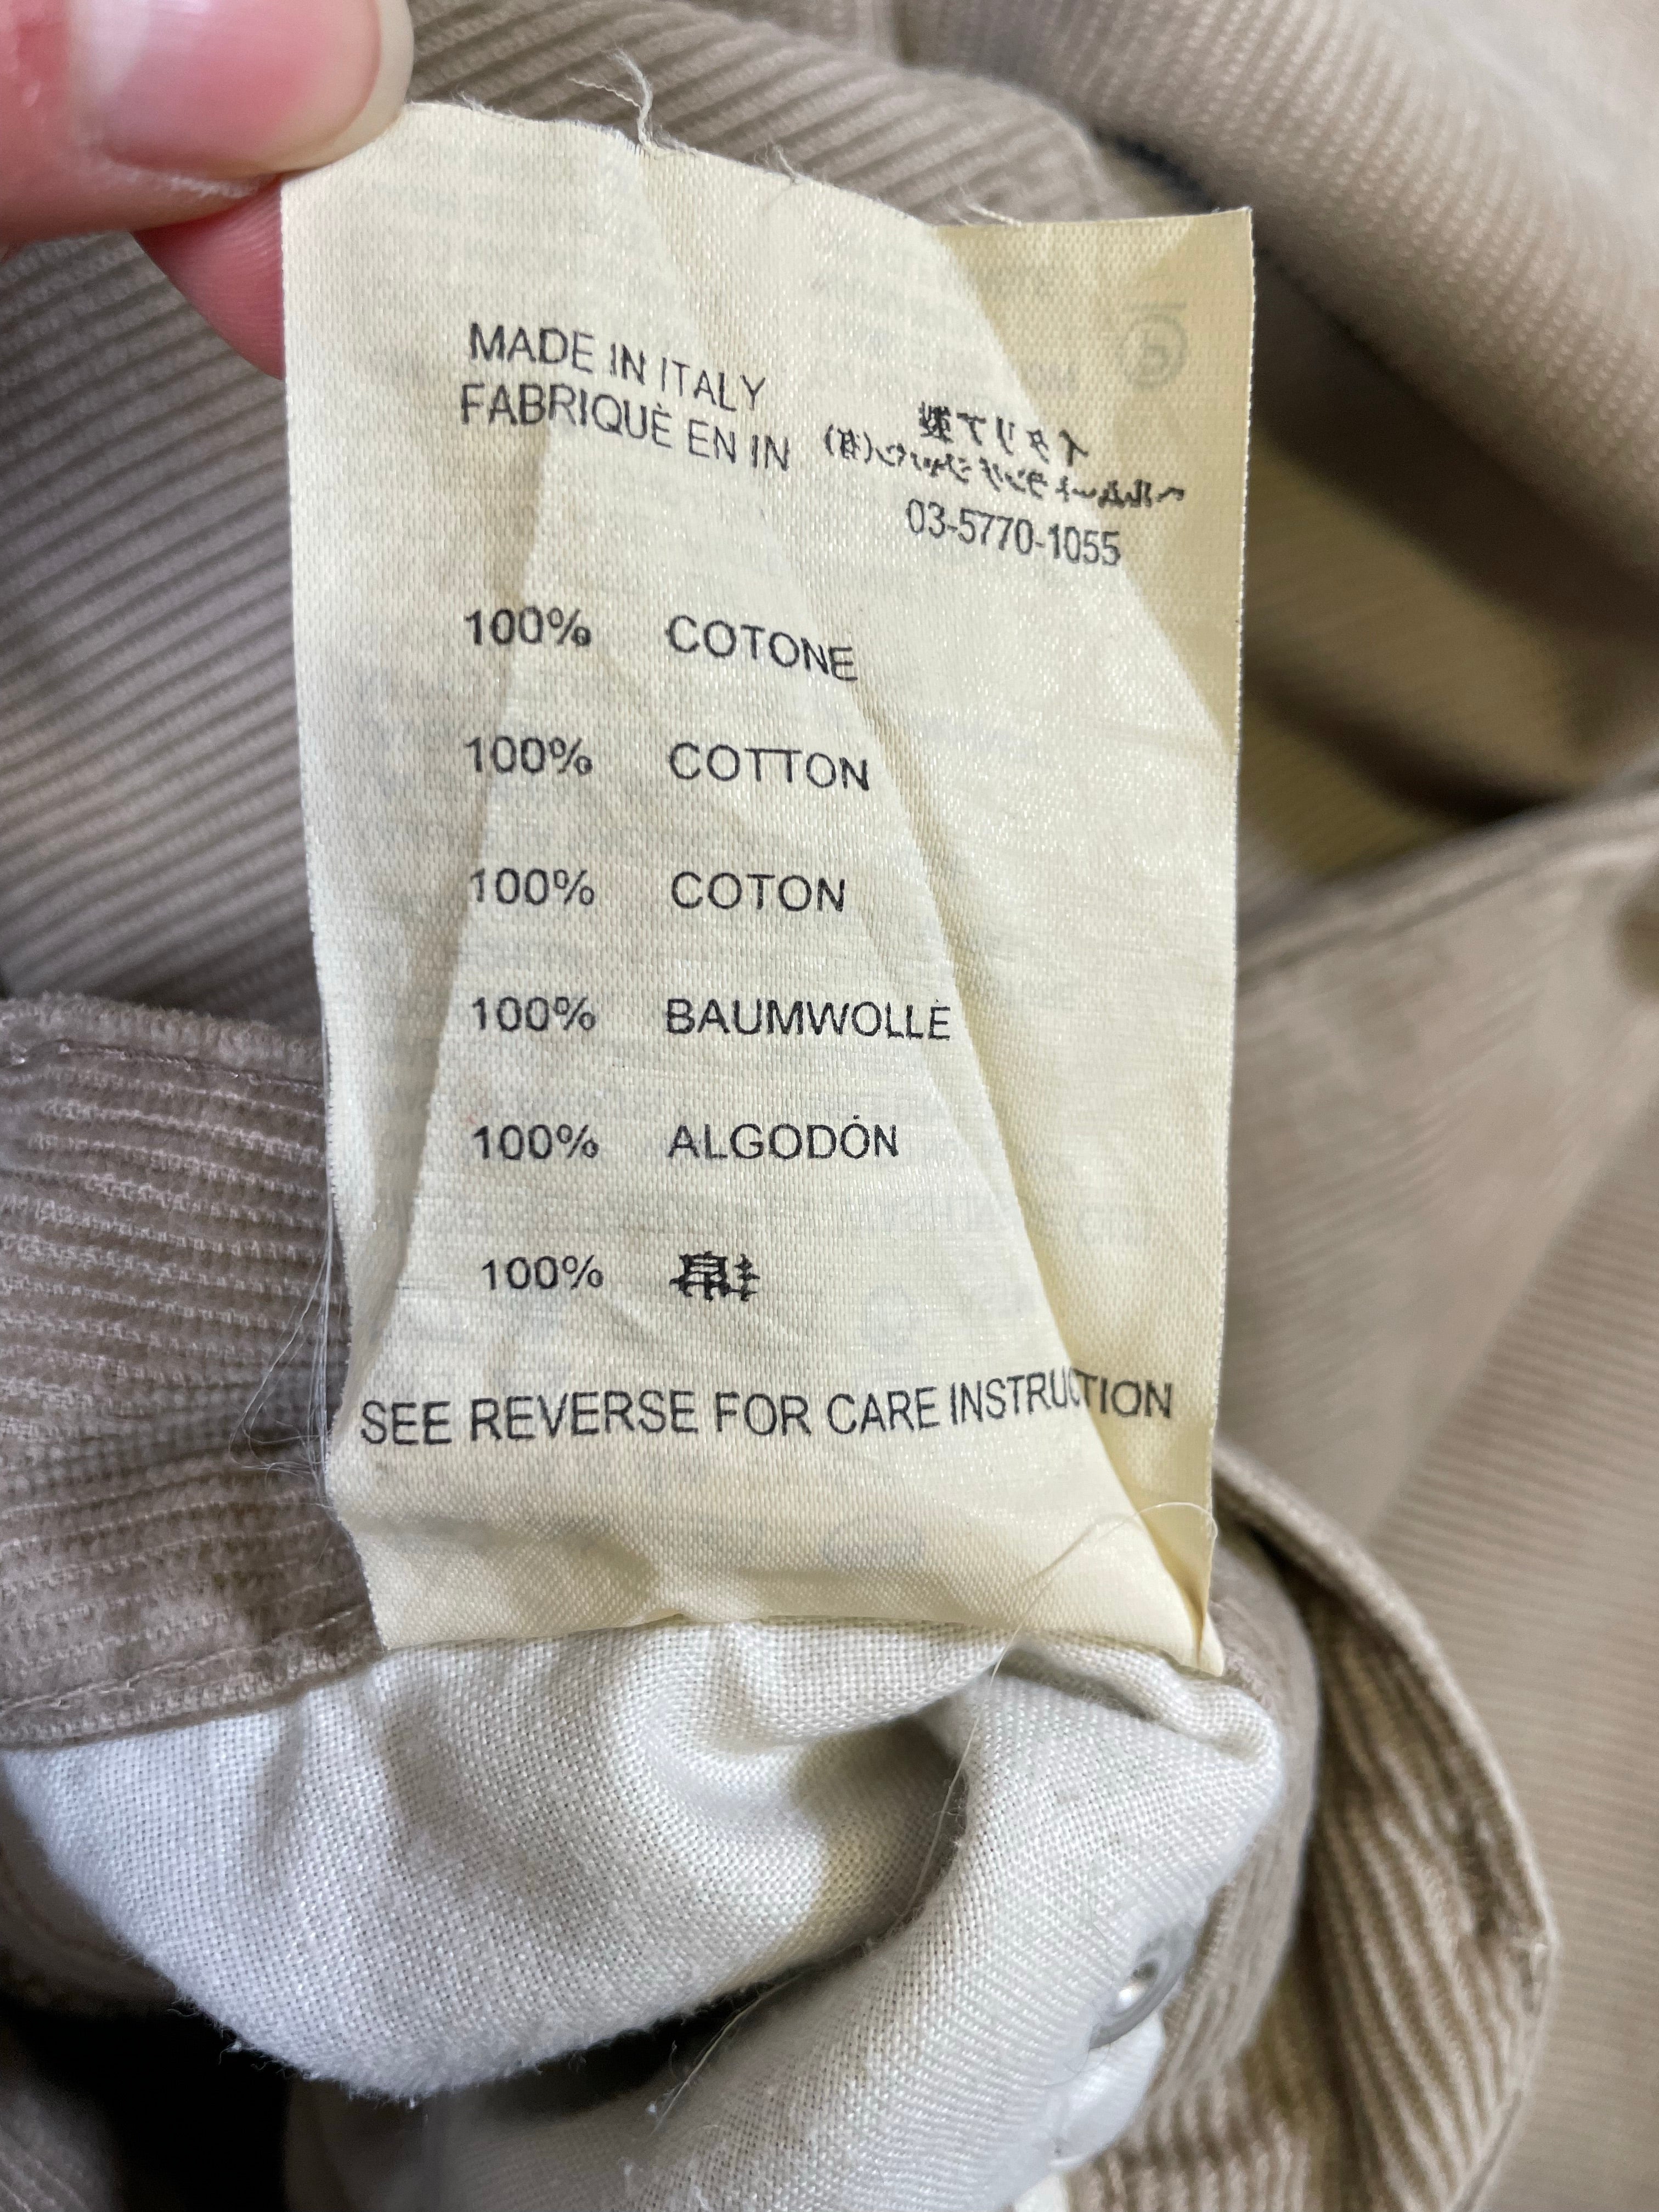 MADE IN ITALY
FABRIQUÈ EN IN
03-5770-1055
100% COTONE
100% COTTON
100% COTON
100% BAUMWOLLE
100% ALGODÓN
100%
SEE REVERSE FOR CARE INSTRUCTION